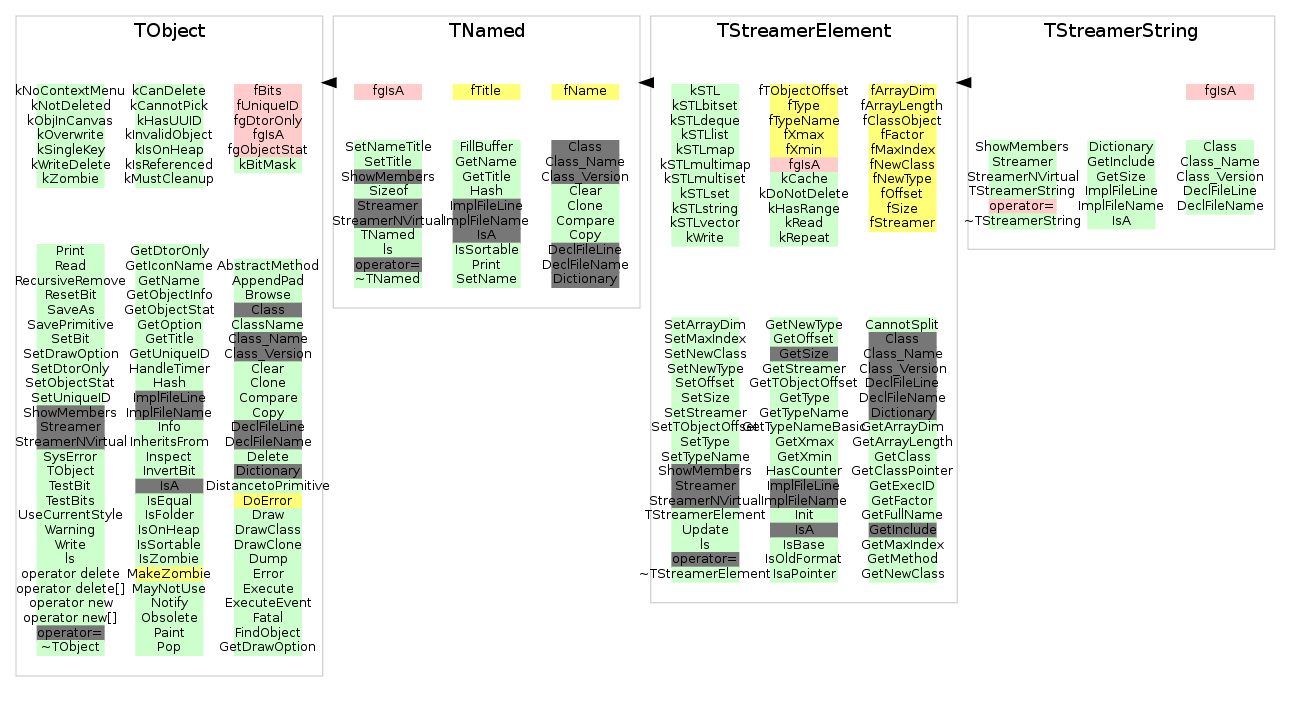 TObject
kNoContextMenu
kNotDeleted
kObjInCanvas
kOverwrite
kSingleKey
kWriteDelete
kZombie
kCanDelete
kCannotPick
kHasUUID
kInvalidObject
kIsOnHeap
kIsReferenced
kMustCleanup
fBits
fUniqueID
fgDtorOnly
fgIsA
fgObjectStat
kBitMask
Print
Read
RecursiveRemove
ResetBit
SaveAs
SavePrimitive
SetBit
SetDrawOption
SetDtorOnly
SetObjectStat
SetUniqueID
ShowMembers
Streamer
StreamerNVirtual
SysError
TObject
TestBit
TestBits
UseCurrentStyle
Warning
Write
ls
operator delete
operator delete[]
operator new
operator new[]
operator=
~TObject
GetDtorOnly
GetIconName
GetName
GetObjectInfo
GetObjectStat
GetOption
GetTitle
GetUniqueID
HandleTimer
Hash
ImplFileLine
ImplFileName
Info
InheritsFrom
Inspect
InvertBit
IsA
IsEqual
IsFolder
IsOnHeap
IsSortable
IsZombie
MakeZombie
MayNotUse
Notify
Obsolete
Paint
Pop
AbstractMethod
AppendPad
Browse
Class
ClassName
Class_Name
Class_Version
Clear
Clone
Compare
Copy
DeclFileLine
DeclFileName
Delete
Dictionary
DistancetoPrimitive
DoError
Draw
DrawClass
DrawClone
Dump
Error
Execute
ExecuteEvent
Fatal
FindObject
GetDrawOption
TNamed
fgIsA
fTitle
fName
SetNameTitle
SetTitle
ShowMembers
Sizeof
Streamer
StreamerNVirtual
TNamed
ls
operator=
~TNamed
FillBuffer
GetName
GetTitle
Hash
ImplFileLine
ImplFileName
IsA
IsSortable
Print
SetName
Class
Class_Name
Class_Version
Clear
Clone
Compare
Copy
DeclFileLine
DeclFileName
Dictionary
TStreamerElement
kSTL
kSTLbitset
kSTLdeque
kSTLlist
kSTLmap
kSTLmultimap
kSTLmultiset
kSTLset
kSTLstring
kSTLvector
kWrite
fTObjectOffset
fType
fTypeName
fXmax
fXmin
fgIsA
kCache
kDoNotDelete
kHasRange
kRead
kRepeat
fArrayDim
fArrayLength
fClassObject
fFactor
fMaxIndex
fNewClass
fNewType
fOffset
fSize
fStreamer
SetArrayDim
SetMaxIndex
SetNewClass
SetNewType
SetOffset
SetSize
SetStreamer
SetTObjectOffset
SetType
SetTypeName
ShowMembers
Streamer
StreamerNVirtual
TStreamerElement
Update
ls
operator=
~TStreamerElement
GetNewType
GetOffset
GetSize
GetStreamer
GetTObjectOffset
GetType
GetTypeName
GetTypeNameBasic
GetXmax
GetXmin
HasCounter
ImplFileLine
ImplFileName
Init
IsA
IsBase
IsOldFormat
IsaPointer
CannotSplit
Class
Class_Name
Class_Version
DeclFileLine
DeclFileName
Dictionary
GetArrayDim
GetArrayLength
GetClass
GetClassPointer
GetExecID
GetFactor
GetFullName
GetInclude
GetMaxIndex
GetMethod
GetNewClass
TStreamerString
fgIsA
ShowMembers
Streamer
StreamerNVirtual
TStreamerString
operator=
~TStreamerString
Dictionary
GetInclude
GetSize
ImplFileLine
ImplFileName
IsA
Class
Class_Name
Class_Version
DeclFileLine
DeclFileName